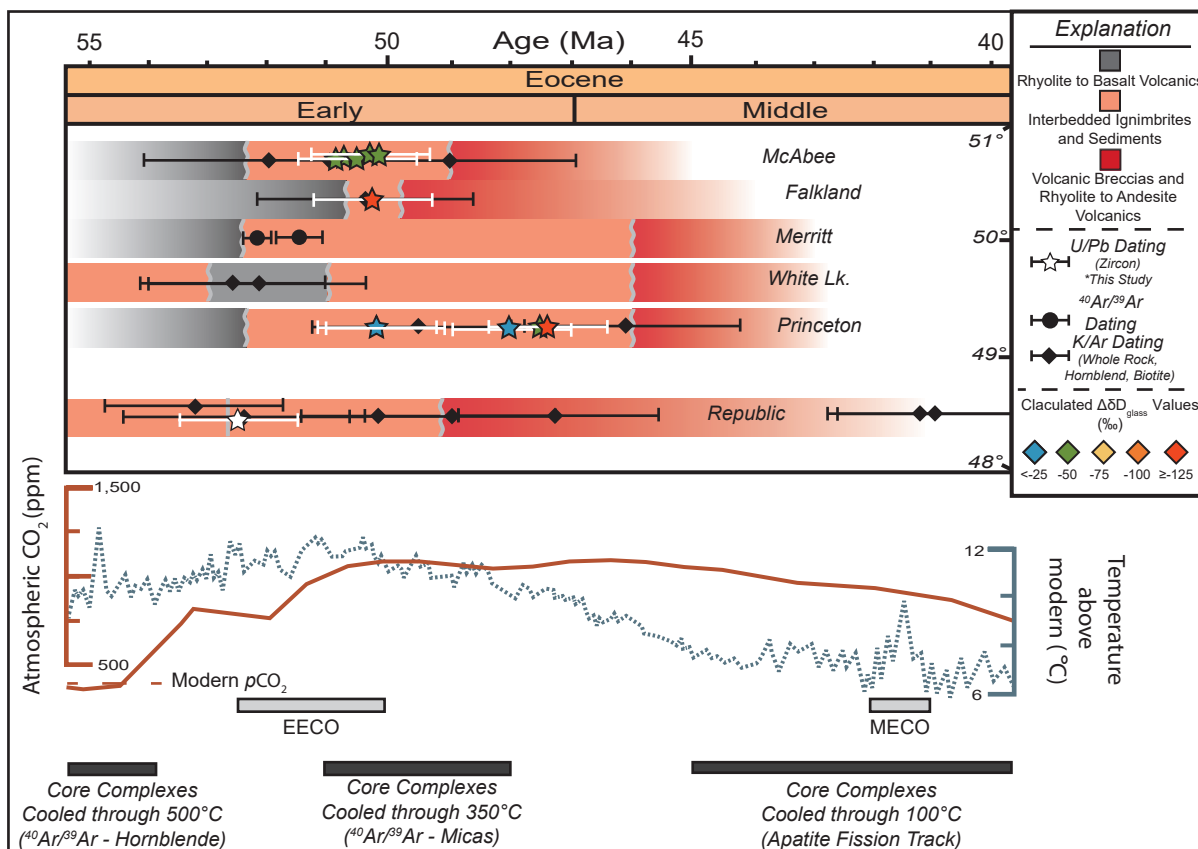 55
50
Age (Ma)
45
40
Eocene
Early
Middle
51°
McAbee
Falkland
Merritt
50°
White Lk.
Princeton
49°
Republic
48°
Explanation
Rhyolite to Basalt Volcanics
Interbedded Ignimbrites
and Sediments
Volcanic Breccias and
Rhyolite to Andesite
Volcanics
U/Pb Dating
(Zircon)
*This Study
⁴⁰Ar/³⁹Ar
Dating
K/Ar Dating
(Whole Rock,
Hornblend, Biotite)
Claculated ΔδD_glass Values
(‰)
<-25 -50 -75 -100 ≥-125
Atmospheric CO₂ (ppm)
1,500
500
Modern pCO₂
EECO
MECO
12
6
Temperature
above
modern (°C)
Core Complexes
Cooled through 500°C
(⁴⁰Ar/³⁹Ar - Hornblende)
Core Complexes
Cooled through 350°C
(⁴⁰Ar/³⁹Ar - Micas)
Core Complexes
Cooled through 100°C
(Apatite Fission Track)